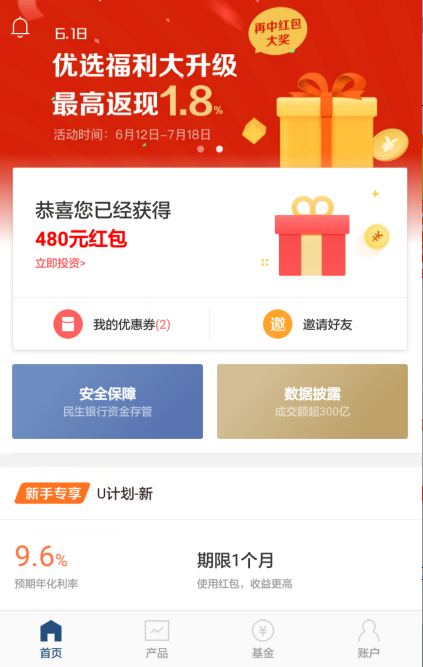 6.18
优选福利大升级
最高返现1.8%
活动时间：6月12日-7月18日
再中红包
大奖
恭喜您已经获得
480元红包
立即投资>
我的优惠券(2)
邀
邀请好友
安全保障
民生银行资金存管
数据披露
成交额超300亿
新手专享
U计划-新
9.6%
预期年化利率
期限1个月
使用红包，收益更高
首页
产品
基金
账户